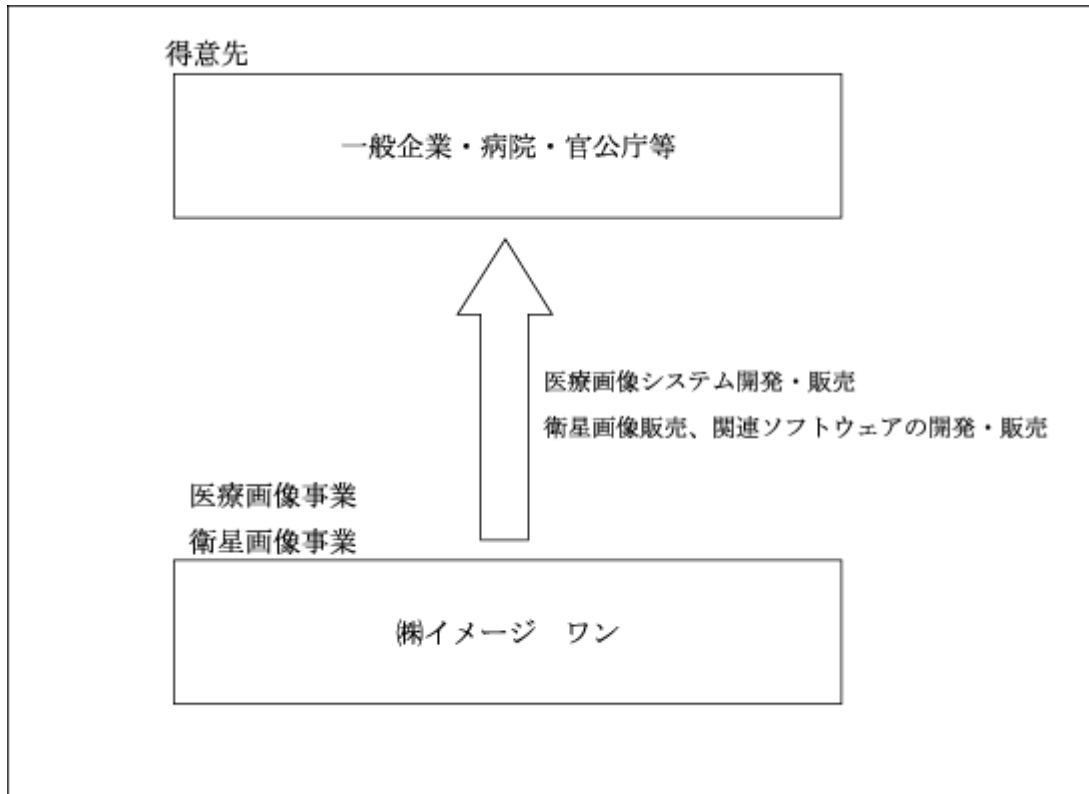 得意先
一般企業・病院・官公庁等
医療画像システム開発・販売
衛星画像販売、関連ソフトウェアの開発・販売
医療画像事業
衛星画像事業
㈱イメージ　ワン